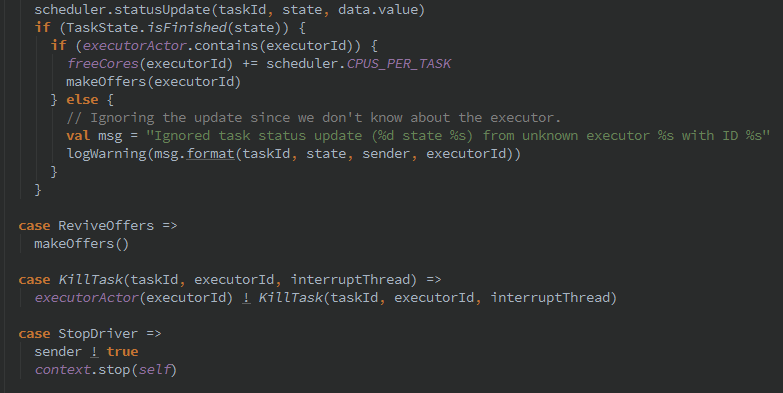 scheduler.statusUpdate(taskId, state, data.value)
if (TaskState.isFinished(state)) {
if (executorActor.contains(executorId)) {
freeCores(executorId) += scheduler.CPUS_PER_TASK
makeOffers(executorId)
} else {
// Ignoring the update since we don't know about the executor.
val msg = "Ignored task status update (%d state %s) from unknown executor %s with ID %s"
logWarning(msg.format(taskId, state, sender, executorId))
}
}
case ReviveOffers =>
makeOffers()
case KillTask(taskId, executorId, interruptThread) =>
executorActor(executorId) ! KillTask(taskId, executorId, interruptThread)
case StopDriver =>
sender ! true
context.stop(self)